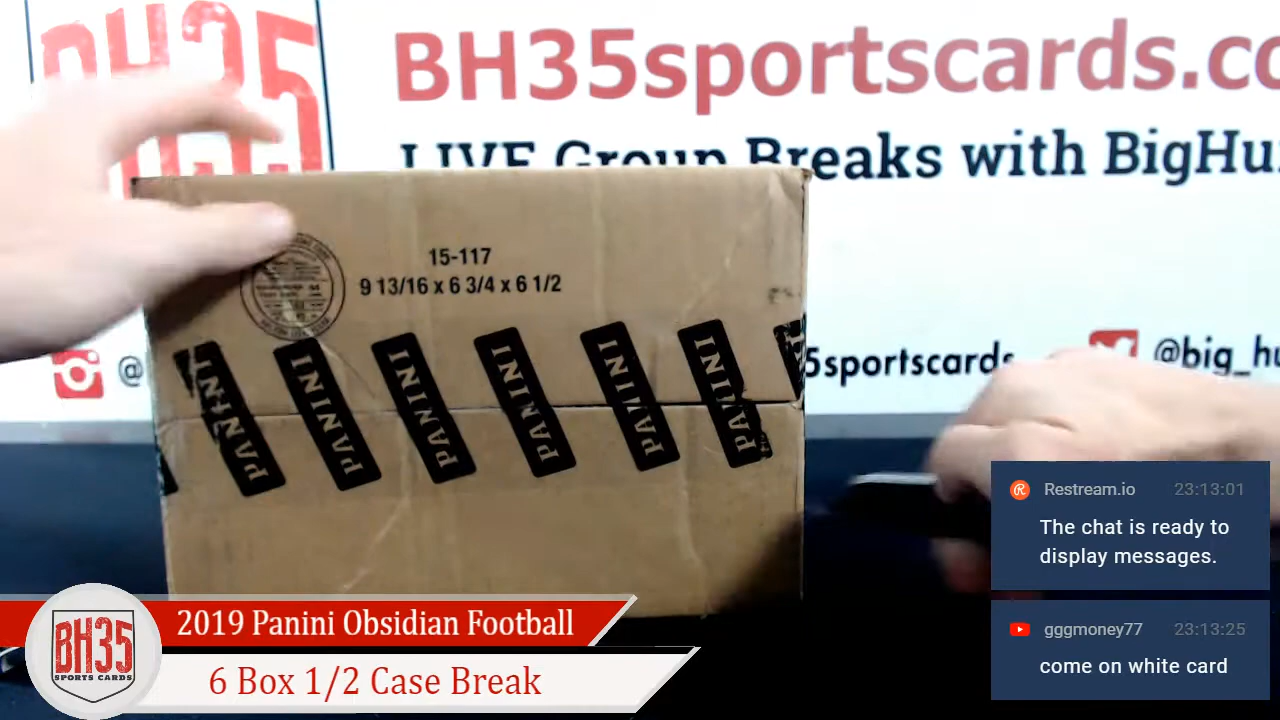 BH35
BH35sportscards.co
LIVE Group Breaks with BigHu
15-117
9 13/16 x 6 3/4 x 6 1/2
PANINI PANINI PANINI PANINI PANINI PANINI
@
5sportscards
@big_hu
Restream.io 23:13:01
The chat is ready to
display messages.
gggmoney77 23:13:25
come on white card
2019 Panini Obsidian Football
6 Box 1/2 Case Break
BH35
SPORTS CARDS